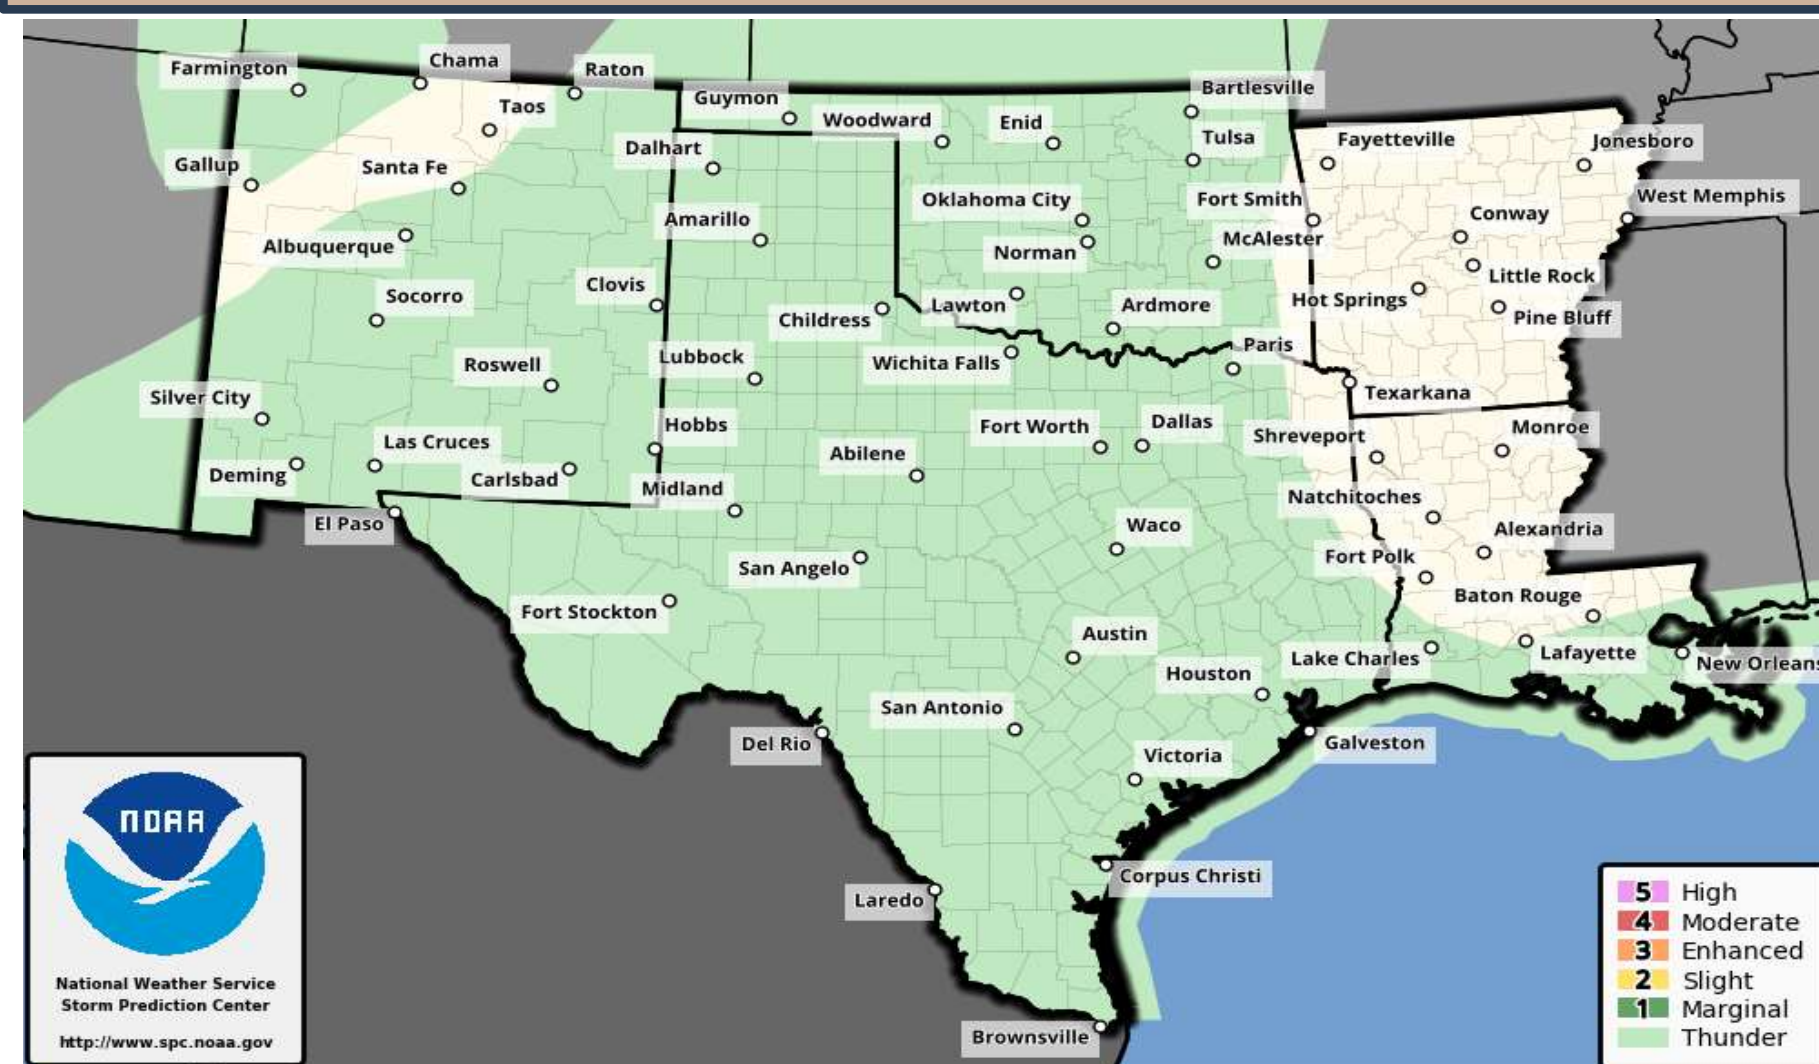 Farmington
Chama
Raton
Taos
Guymon
Woodward
Enid
Bartlesville
Tulsa
Fayetteville
Jonesboro
Gallup
Santa Fe
Dalhart
Oklahoma City
Fort Smith
Conway
West Memphis
Albuquerque
Amarillo
Norman
McAlester
Little Rock
Socorro
Clovis
Childress
Lawton
Ardmore
Hot Springs
Pine Bluff
Roswell
Lubbock
Wichita Falls
Paris
Texarkana
Silver City
Las Cruces
Hobbs
Abilene
Fort Worth
Dallas
Shreveport
Monroe
Deming
Carlsbad
Midland
Natchitoches
Alexandria
El Paso
San Angelo
Waco
Fort Polk
Fort Stockton
Austin
Baton Rouge
Houston
Lake Charles
Lafayette
New Orleans
San Antonio
Del Rio
Victoria
Galveston
Laredo
Corpus Christi
Brownsville
NOAA
National Weather Service
Storm Prediction Center
http://www.spc.noaa.gov
5 High
4 Moderate
3 Enhanced
2 Slight
1 Marginal
Thunder